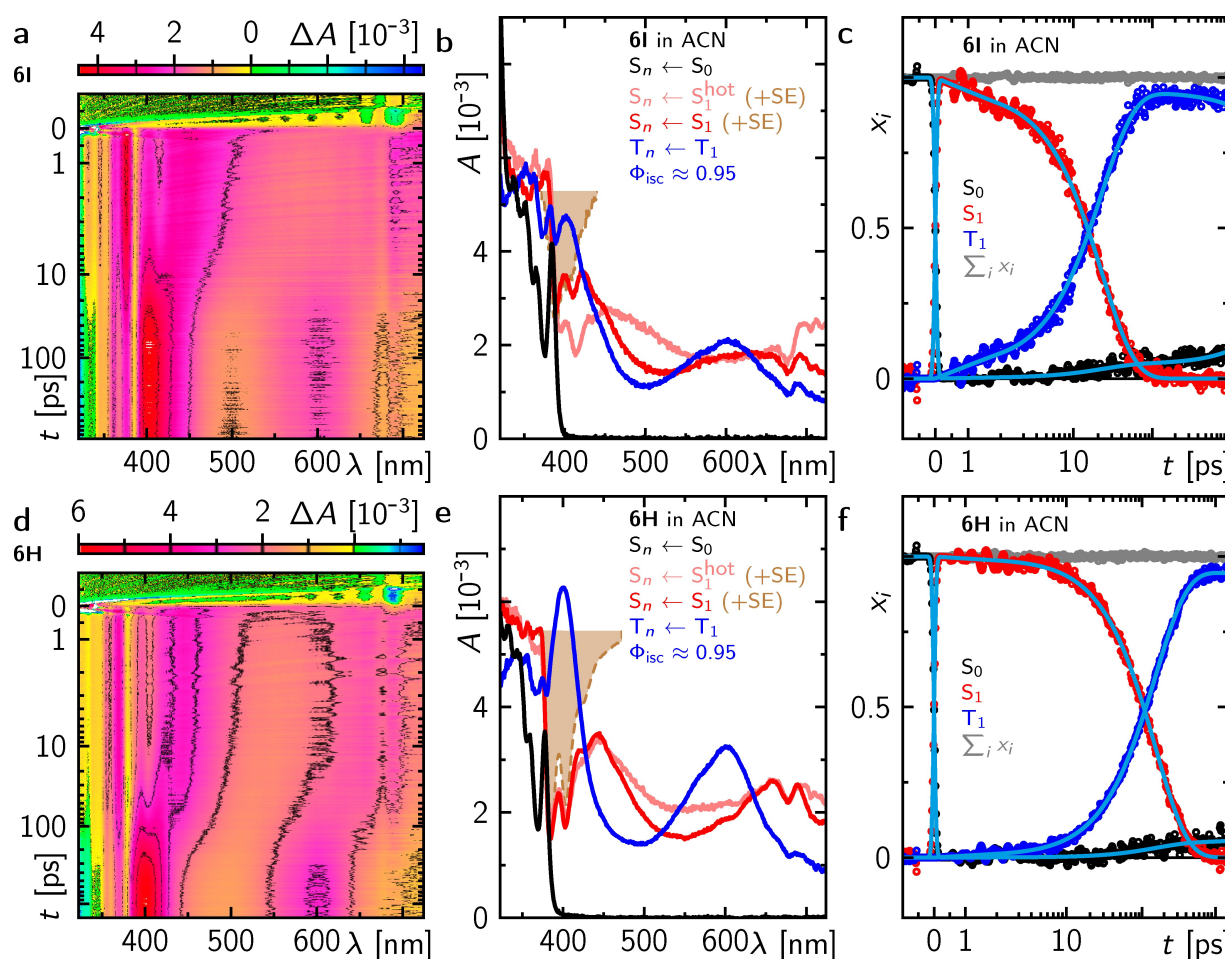 a 4 2 0 ΔA [10⁻³]
6I
0
1
10
100
t [ps]
400 500 600 λ [nm]
b
A [10⁻³]
6I in ACN
Sₙ ← S₀
Sₙ ← S₁ʰᵒᵗ (+SE)
Sₙ ← S₁ (+SE)
Tₙ ← T₁
Φisc ≈ 0.95
4
2
0
400 500 600 λ [nm]
c
6I in ACN
xᵢ
0.5
0
S₀
S₁
T₁
∑ᵢ xᵢ
0 1 10 t [ps]
d 6 4 2 ΔA [10⁻³]
6H
0
1
10
100
t [ps]
400 500 600 λ [nm]
e
A [10⁻³]
6H in ACN
Sₙ ← S₀
Sₙ ← S₁ʰᵒᵗ (+SE)
Sₙ ← S₁ (+SE)
Tₙ ← T₁
Φisc ≈ 0.95
4
2
0
400 500 600 λ [nm]
f
6H in ACN
xᵢ
0.5
0
S₀
S₁
T₁
∑ᵢ xᵢ
0 1 10 t [ps]